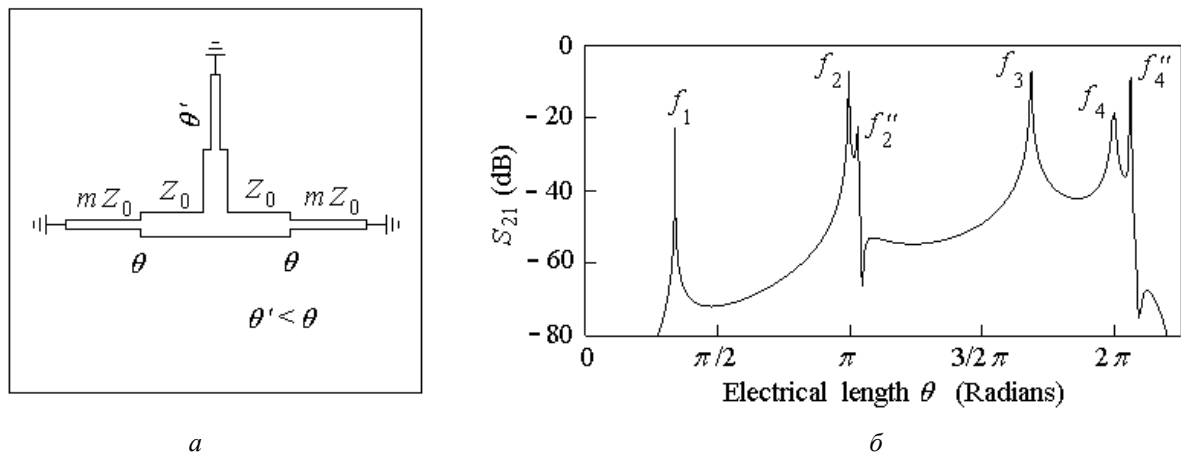 θ'
mZ₀ Z₀ Z₀ mZ₀
θ θ
θ' < θ
a
S₂₁ (dB)
0
- 20
- 40
- 60
- 80
f₁
f₂
f₂''
f₃
f₄
f₄''
0 π/2 π 3/2 π 2π
Electrical length θ (Radians)
б